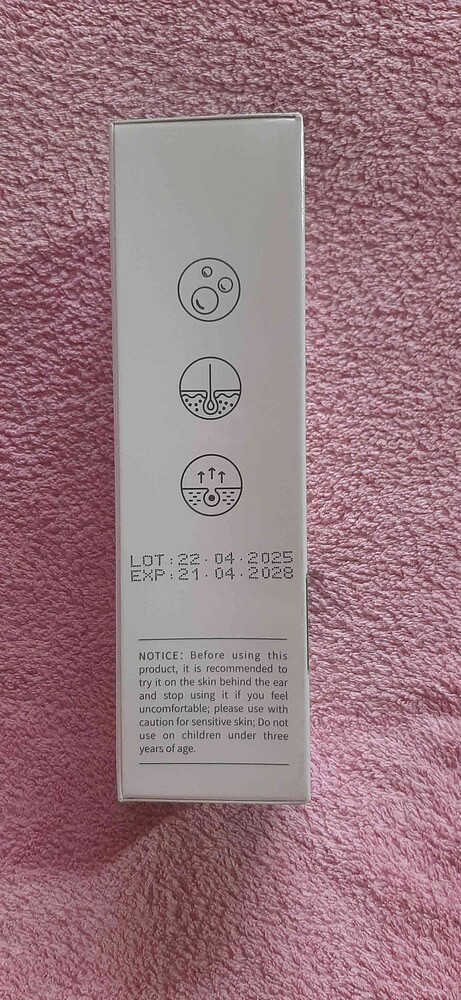 LOT:22.04.2025
EXP:21.04.2028
NOTICE: Before using this
product, it is recommended to
try it on the skin behind the ear
and stop using it if you feel
uncomfortable; please use with
caution for sensitive skin; Do not
use on children under three
years of age.